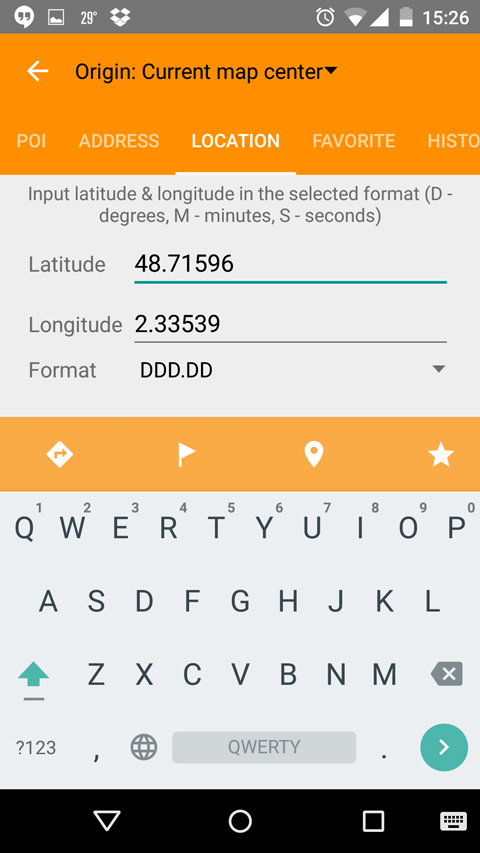 29° 15:26
Origin: Current map center
POI ADDRESS LOCATION FAVORITE HISTO
Input latitude & longitude in the selected format (D -
degrees, M - minutes, S - seconds)
Latitude 48.71596
Longitude 2.33539
Format DDD.DD
1 2 3 4 5 6 7 8 9 0
Q W E R T Y U I O P
A S D F G H J K L
Z X C V B N M
?123 , QWERTY .